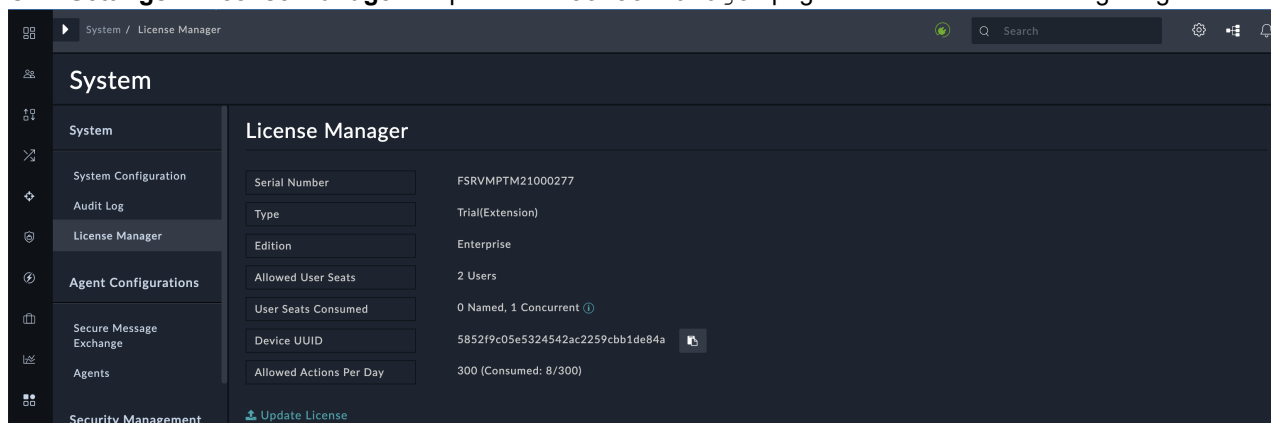 System / License Manager
Search
System
System
System Configuration
Audit Log
License Manager
Agent Configurations
Secure Message
Exchange
Agents
Security Management
License Manager
Serial Number FSRVMPTM21000277
Type Trial(Extension)
Edition Enterprise
Allowed User Seats 2 Users
User Seats Consumed 0 Named, 1 Concurrent
Device UUID 5852f9c05e5324542ac2259cbb1de84a
Allowed Actions Per Day 300 (Consumed: 8/300)
Update License